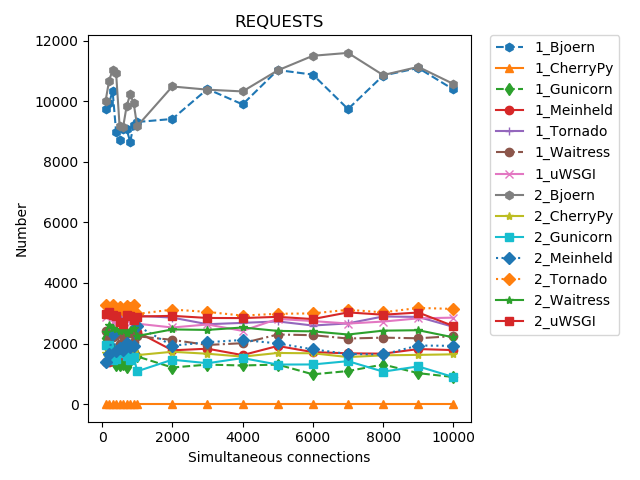 REQUESTS
12000
10000
8000
6000
4000
2000
0
Number
0 2000 4000 6000 8000 10000
Simultaneous connections
1_Bjoern
1_CherryPy
1_Gunicorn
1_Meinheld
1_Tornado
1_Waitress
1_uWSGI
2_Bjoern
2_CherryPy
2_Gunicorn
2_Meinheld
2_Tornado
2_Waitress
2_uWSGI